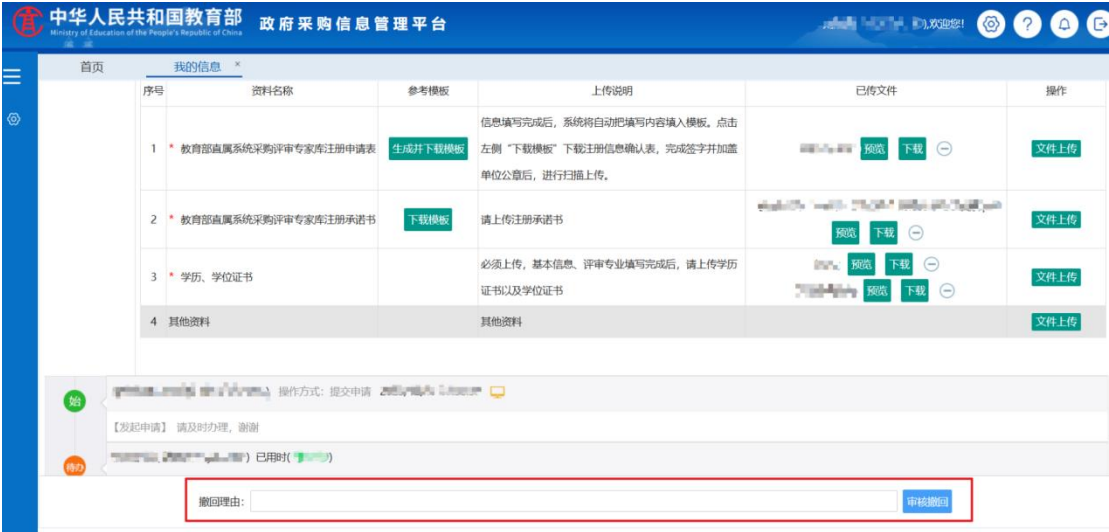 中华人民共和国教育部 政府采购信息管理平台
Ministry of Education of the People's Republic of China
,欢迎您!
首页 我的信息 ×
序号 资料名称 参考模板 上传说明 已传文件 操作
信息填写完成后，系统将自动把填写内容填入模板。点击
1 * 教育部直属系统采购评审专家库注册申请表 生成并下载模板 左侧“下载模板”下载注册信息确认表，完成签字并加盖 预览 下载 文件上传
单位公章后，进行扫描上传。
2 * 教育部直属系统采购评审专家库注册承诺书 下载模板 请上传注册承诺书 预览 下载 文件上传
必须上传，基本信息、评审专业填写完成后，请上传学历 预览 下载
3 * 学历、学位证书 文件上传
证书以及学位证书 预览 下载
4 其他资料 其他资料 文件上传
始 操作方式：提交申请
【发起申请】 请及时办理，谢谢
待办 ) 已用时( )
撤回理由： 审核撤回